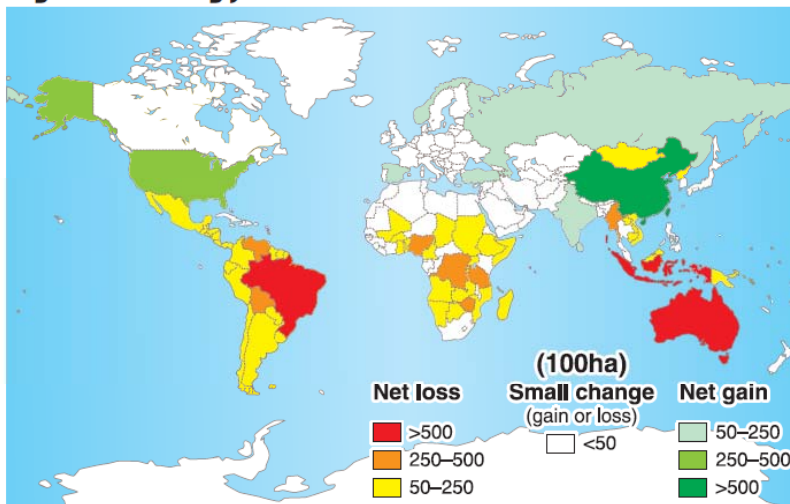 (100ha)
Net loss
>500
250–500
50–250
Small change
(gain or loss)
<50
Net gain
50–250
250–500
>500